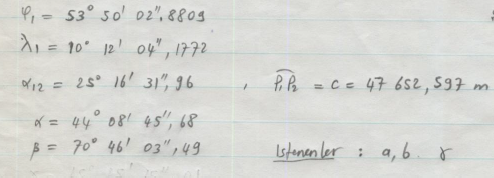 φ₁ = 53° 50' 02",8809
λ₁ = 10° 12' 04",1772
α₁₂ = 25° 16' 31",96 , P₁P₂ = c = 47 652,597 m
α = 44° 08' 45",68
β = 70° 46' 03",49 İstenenler : a, b. γ